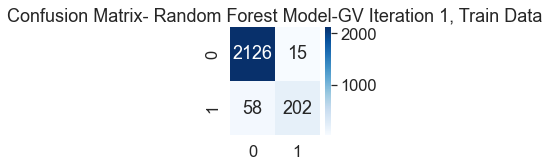 Confusion Matrix- Random Forest Model-GV Iteration 1, Train Data
0 2126 15 2000
1 58 202 1000
0 1